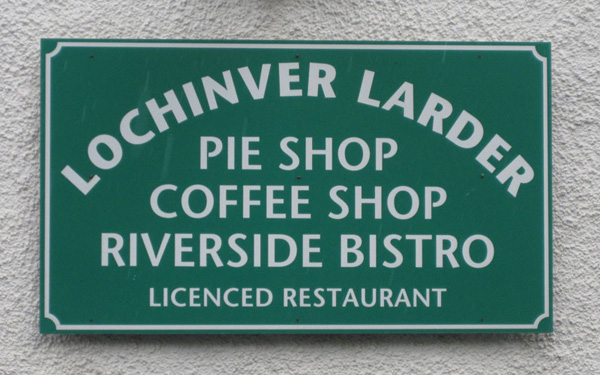 LOCHINVER LARDER
PIE SHOP
COFFEE SHOP
RIVERSIDE BISTRO
LICENCED RESTAURANT